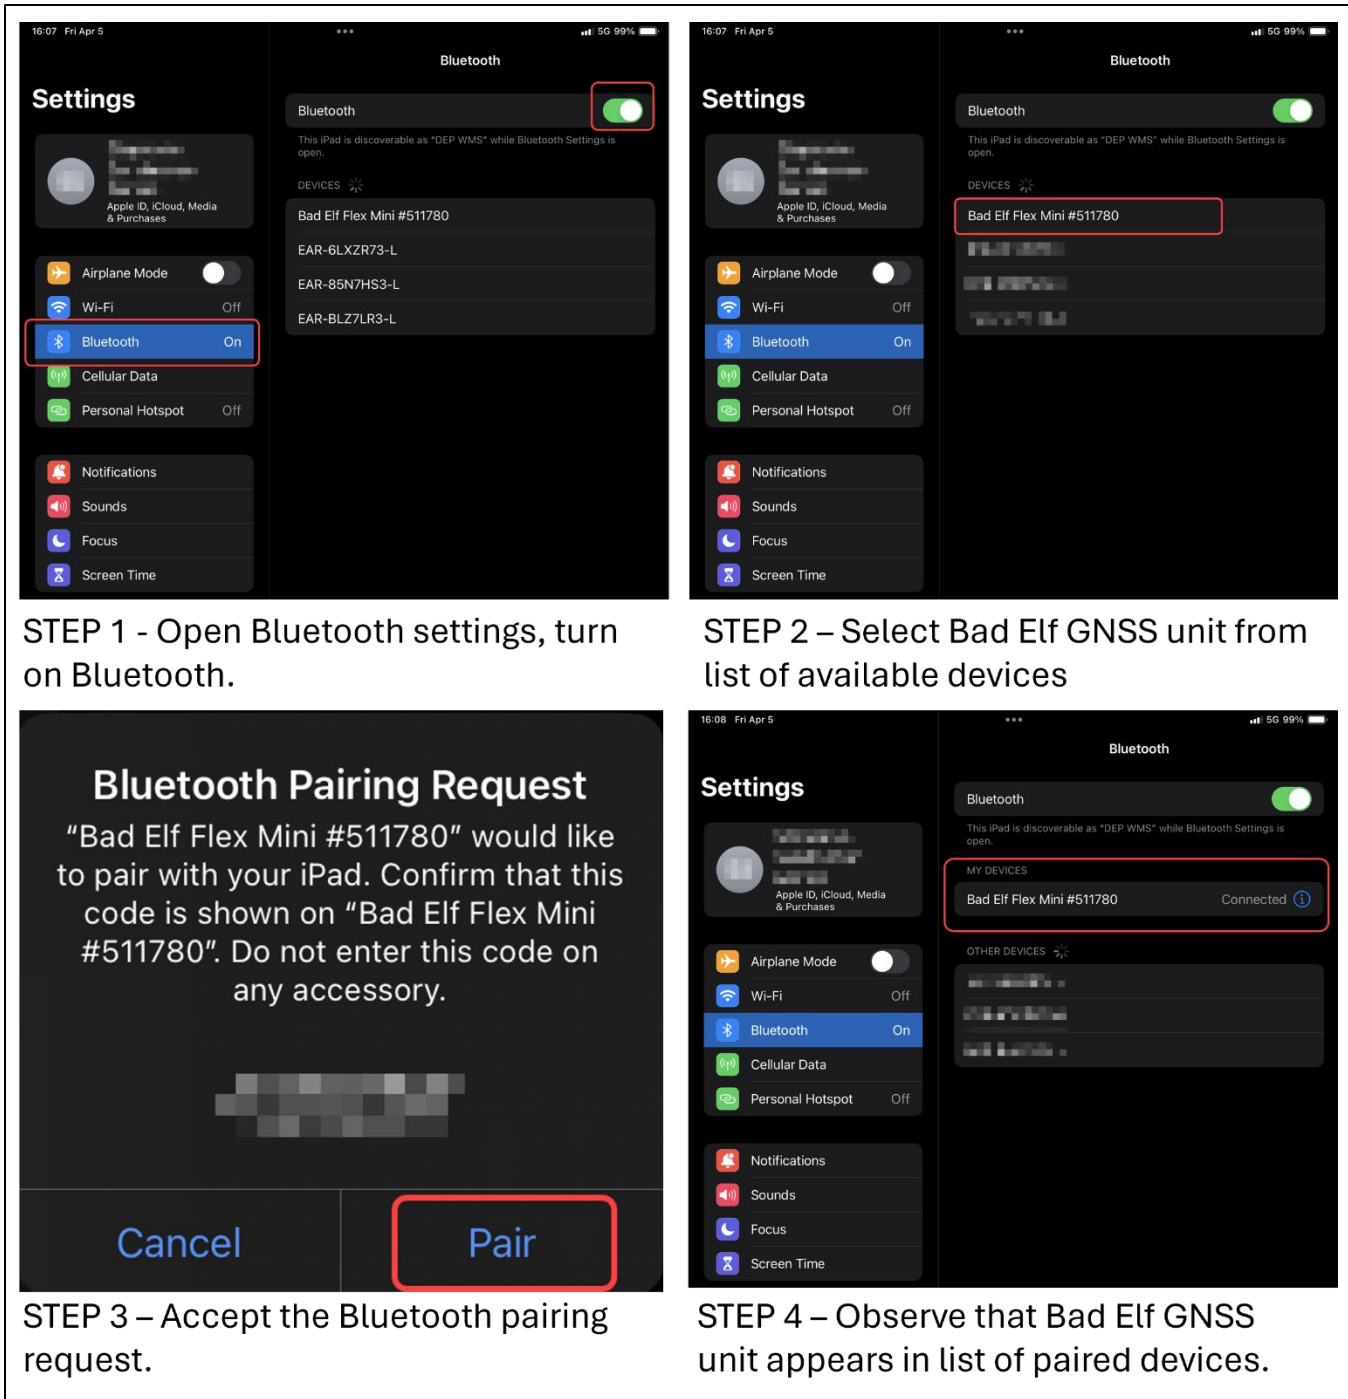 16:07 Fri Apr 5
5G 99%
Bluetooth
Settings
Bluetooth
This iPad is discoverable as "DEP WMS" while Bluetooth Settings is
open.
DEVICES
Apple ID, iCloud, Media
& Purchases
Bad Elf Flex Mini #511780
EAR-6LXZR73-L
EAR-85N7HS3-L
EAR-BLZ7LR3-L
Airplane Mode
Wi-Fi Off
Bluetooth On
Cellular Data
Personal Hotspot Off
Notifications
Sounds
Focus
Screen Time
STEP 1 - Open Bluetooth settings, turn
on Bluetooth.
16:07 Fri Apr 5
5G 99%
Bluetooth
Settings
Bluetooth
This iPad is discoverable as "DEP WMS" while Bluetooth Settings is
open.
DEVICES
Apple ID, iCloud, Media
& Purchases
Bad Elf Flex Mini #511780
Airplane Mode
Wi-Fi Off
Bluetooth On
Cellular Data
Personal Hotspot Off
Notifications
Sounds
Focus
Screen Time
STEP 2 – Select Bad Elf GNSS unit from
list of available devices
Bluetooth Pairing Request
“Bad Elf Flex Mini #511780” would like
to pair with your iPad. Confirm that this
code is shown on “Bad Elf Flex Mini
#511780”. Do not enter this code on
any accessory.
Cancel
Pair
STEP 3 – Accept the Bluetooth pairing
request.
16:08 Fri Apr 5
5G 99%
Bluetooth
Settings
Bluetooth
This iPad is discoverable as "DEP WMS" while Bluetooth Settings is
open.
MY DEVICES
Bad Elf Flex Mini #511780 Connected
OTHER DEVICES
Apple ID, iCloud, Media
& Purchases
Airplane Mode
Wi-Fi Off
Bluetooth On
Cellular Data
Personal Hotspot Off
Notifications
Sounds
Focus
Screen Time
STEP 4 – Observe that Bad Elf GNSS
unit appears in list of paired devices.